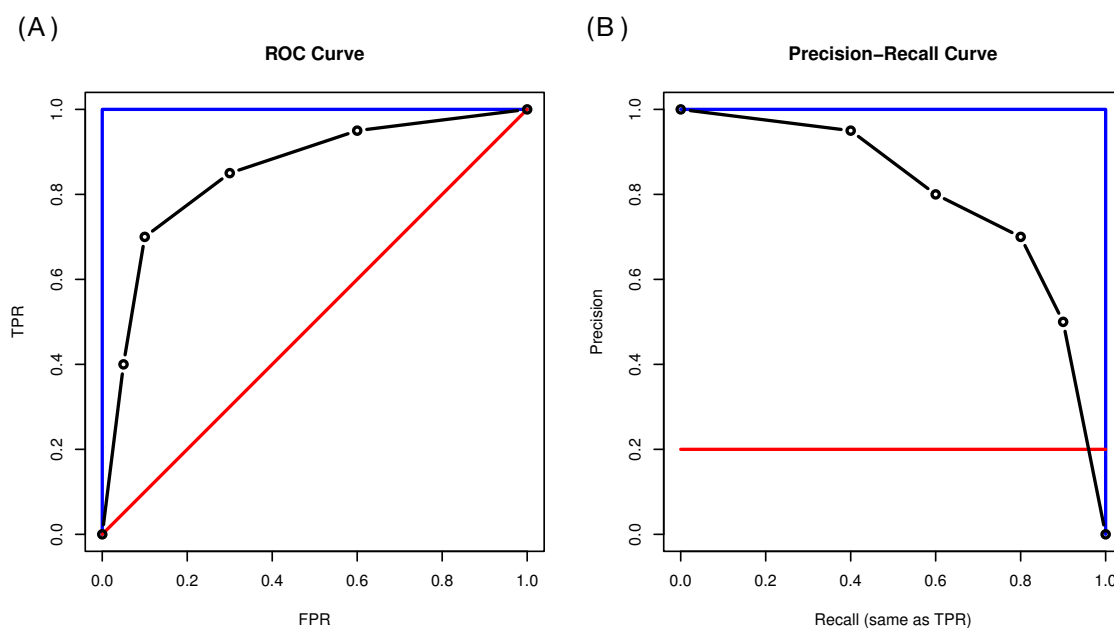 (A)
ROC Curve
1.0
0.8
0.6
0.4
0.2
0.0
TPR
0.0 0.2 0.4 0.6 0.8 1.0
FPR
(B)
Precision−Recall Curve
1.0
0.8
0.6
0.4
0.2
0.0
Precision
0.0 0.2 0.4 0.6 0.8 1.0
Recall (same as TPR)